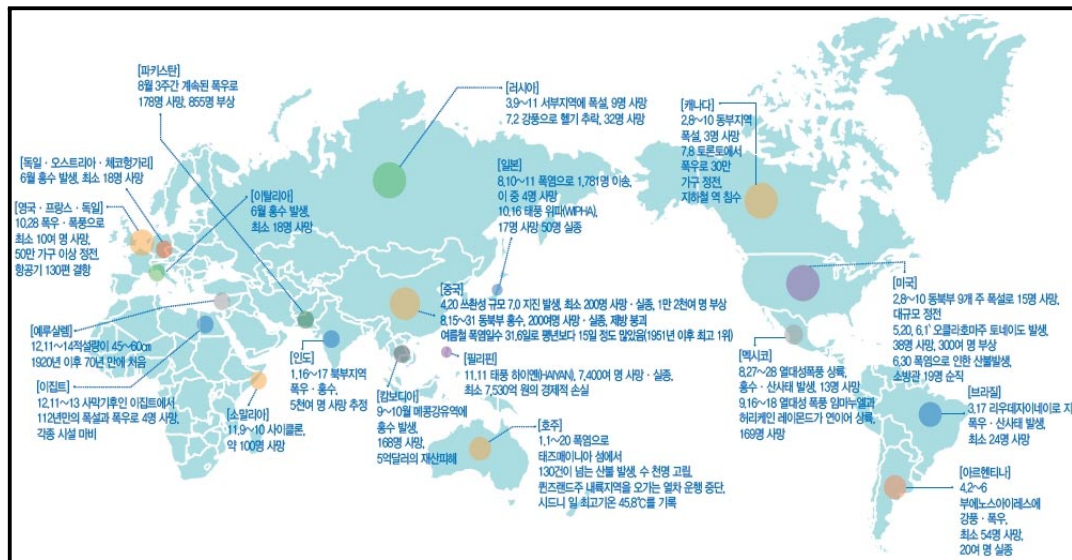 [파키스탄]
8월 3주간 계속된 폭우로
178명 사망, 855명 부상
[러시아]
3.9~11 서부지역에 폭설, 9명 사망
7.2 강풍으로 헬기 추락, 32명 사망
[캐나다]
2.8~10 동부지역
폭설, 3명 사망
7.8 토론토에서
폭우로 30만
가구 정전,
지하철 역 침수
[독일·오스트리아·체코헝가리]
6월 홍수 발생, 최소 18명 사망
[이탈리아]
6월 홍수 발생,
최소 18명 사망
[일본]
8.10~11 폭염으로 1,781명 이송,
이 중 4명 사망
10.16 태풍 위파(WIPHA),
17명 사망 50명 실종
[영국·프랑스·독일]
10.28 폭우·폭풍으로
최소 10여 명 사망,
50만 가구 이상 정전,
항공기 130편 결항
[중국]
4.20 쓰촨성 규모 7.0 지진 발생, 최소 200명 사망·실종, 1만 2천여 명 부상
8.15~31 동북부 홍수, 200여명 사망·실종, 제방 붕괴
여름철 폭염일수 31.6일로 평년보다 15일 정도 많았음(1951년 이후 최고 1위)
[미국]
2.8~10 동북부 9개 주 폭설로 15명 사망,
대규모 정전
5.20, 6.1` 오클라호마주 토네이도 발생,
38명 사망, 300여 명 부상
6.30 폭염으로 인한 산불발생,
소방관 19명 순직
[예루살렘]
12.11~14적설량이 45~60cm
1920년 이후 70년 만에 처음
[이집트]
12.11~13 사막기후인 이집트에서
112년만의 폭설과 폭우로 4명 사망,
각종 시설 마비
[소말리아]
11.9~10 사이클론,
약 100명 사망
[인도]
1.16~17 북부지역
폭우·홍수,
5천여 명 사망 추정
[캄보디아]
9~10월 메콩강유역에
홍수 발생,
168명 사망,
5억달러의 재산피해
[필리핀]
11.11 태풍 하이옌(HAIYAN), 7,400여 명 사망·실종,
최소 7,530억 원의 경제적 손실
[호주]
1.1~20 폭염으로
태즈매이니아 섬에서
130건이 넘는 산불 발생, 수 천명 고립,
퀸즈랜드주 내륙지역을 오가는 열차 운행 중단,
시드니 일 최고기온 45.8℃를 기록
[멕시코]
8.27~28 열대성폭풍 상륙,
홍수·산사태 발생, 13명 사망
9.16~18 열대성 폭풍 임마누엘과
허리케인 레이몬드가 연이어 상륙,
169명 사망
[브라질]
3.17 리우데자이네이로 지
폭우·산사태 발생,
최소 24명 사망
[아르헨티나]
4.2~6
부에노스아이레스에
강풍·폭우,
최소 54명 사망,
20여 명 실종